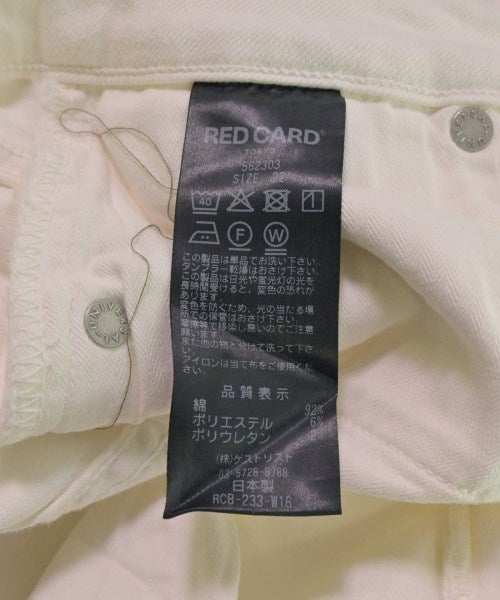 RED CARD®
TOKYO
562303
SIZE. 22
40
F W
この製品は単品でお洗い下さい
タンブラー乾燥はおさけ下さい
この製品は日光や蛍光灯の光を
長時間受けると、変色の恐れが
あります。
変色を防ぐため、光の当たる場
所での保管はおさけ下さい。
摩擦等で移染し易いのでご注意
また他の物と分けて洗って下さ
い。
アイロンは当て布をご使用くだ
さい。
品質表示
綿 92%
ポリエステル 6%
ポリウレタン
(株)ゲストリスト
03-5728-8788
日本製
RCB-233-W16
UNIVERSAL
UNIVERSAL